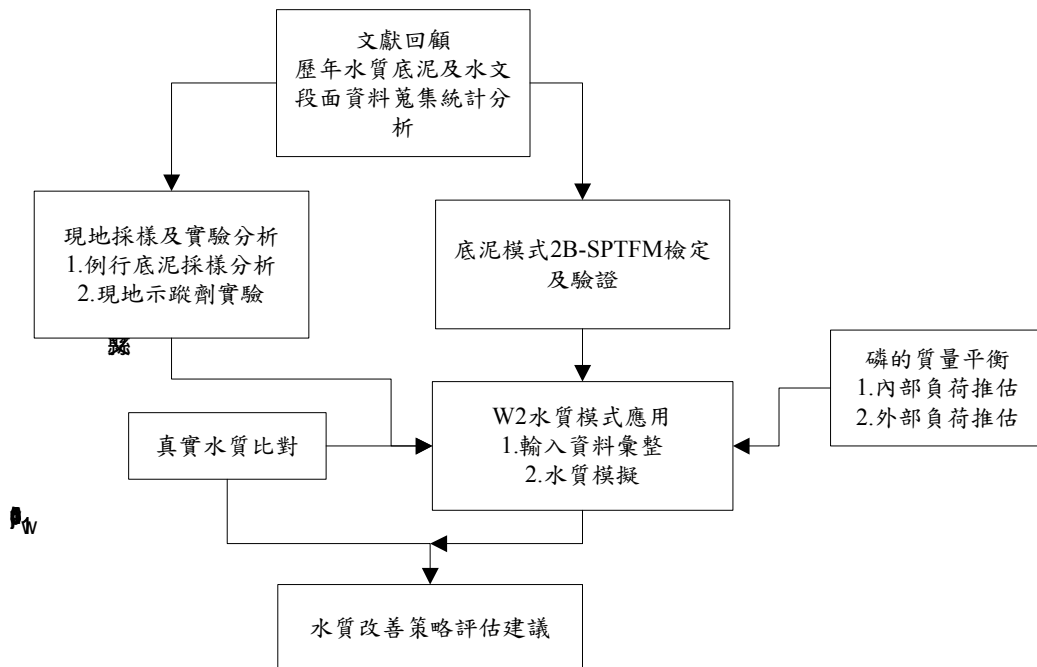 文獻回顧
歷年水質底泥及水文
段面資料蒐集統計分
析
現地採樣及實驗分析
1.例行底泥採樣分析
2.現地示蹤劑實驗
底泥模式2B-SPTFM檢定
及驗證
磷的質量平衡
1.內部負荷推估
2.外部負荷推估
W2水質模式應用
1.輸入資料彙整
2.水質模擬
真實水質比對
水質改善策略評估建議